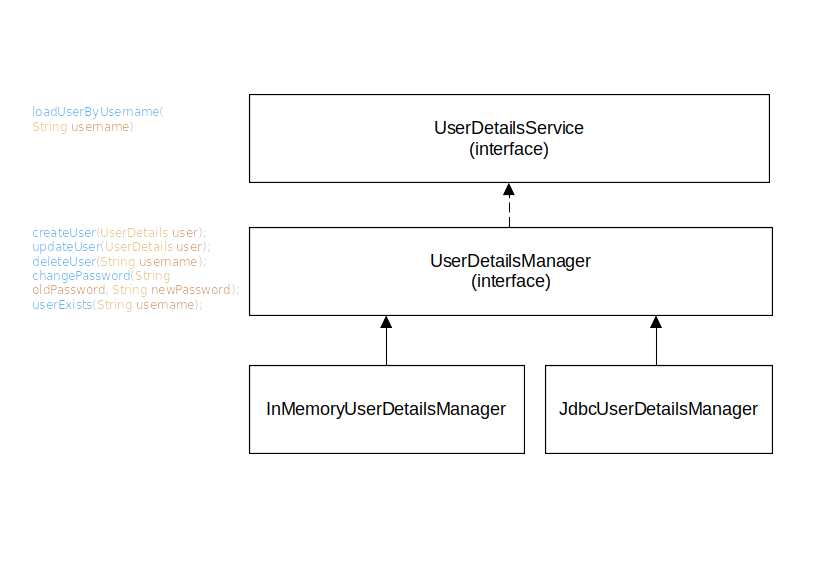 loadUserByUsername(
String username)
UserDetailsService
(interface)
createUser(UserDetails user);
updateUser(UserDetails user);
deleteUser(String username);
changePassword(String
oldPassword, String newPassword);
userExists(String username);
UserDetailsManager
(interface)
InMemoryUserDetailsManager
JdbcUserDetailsManager